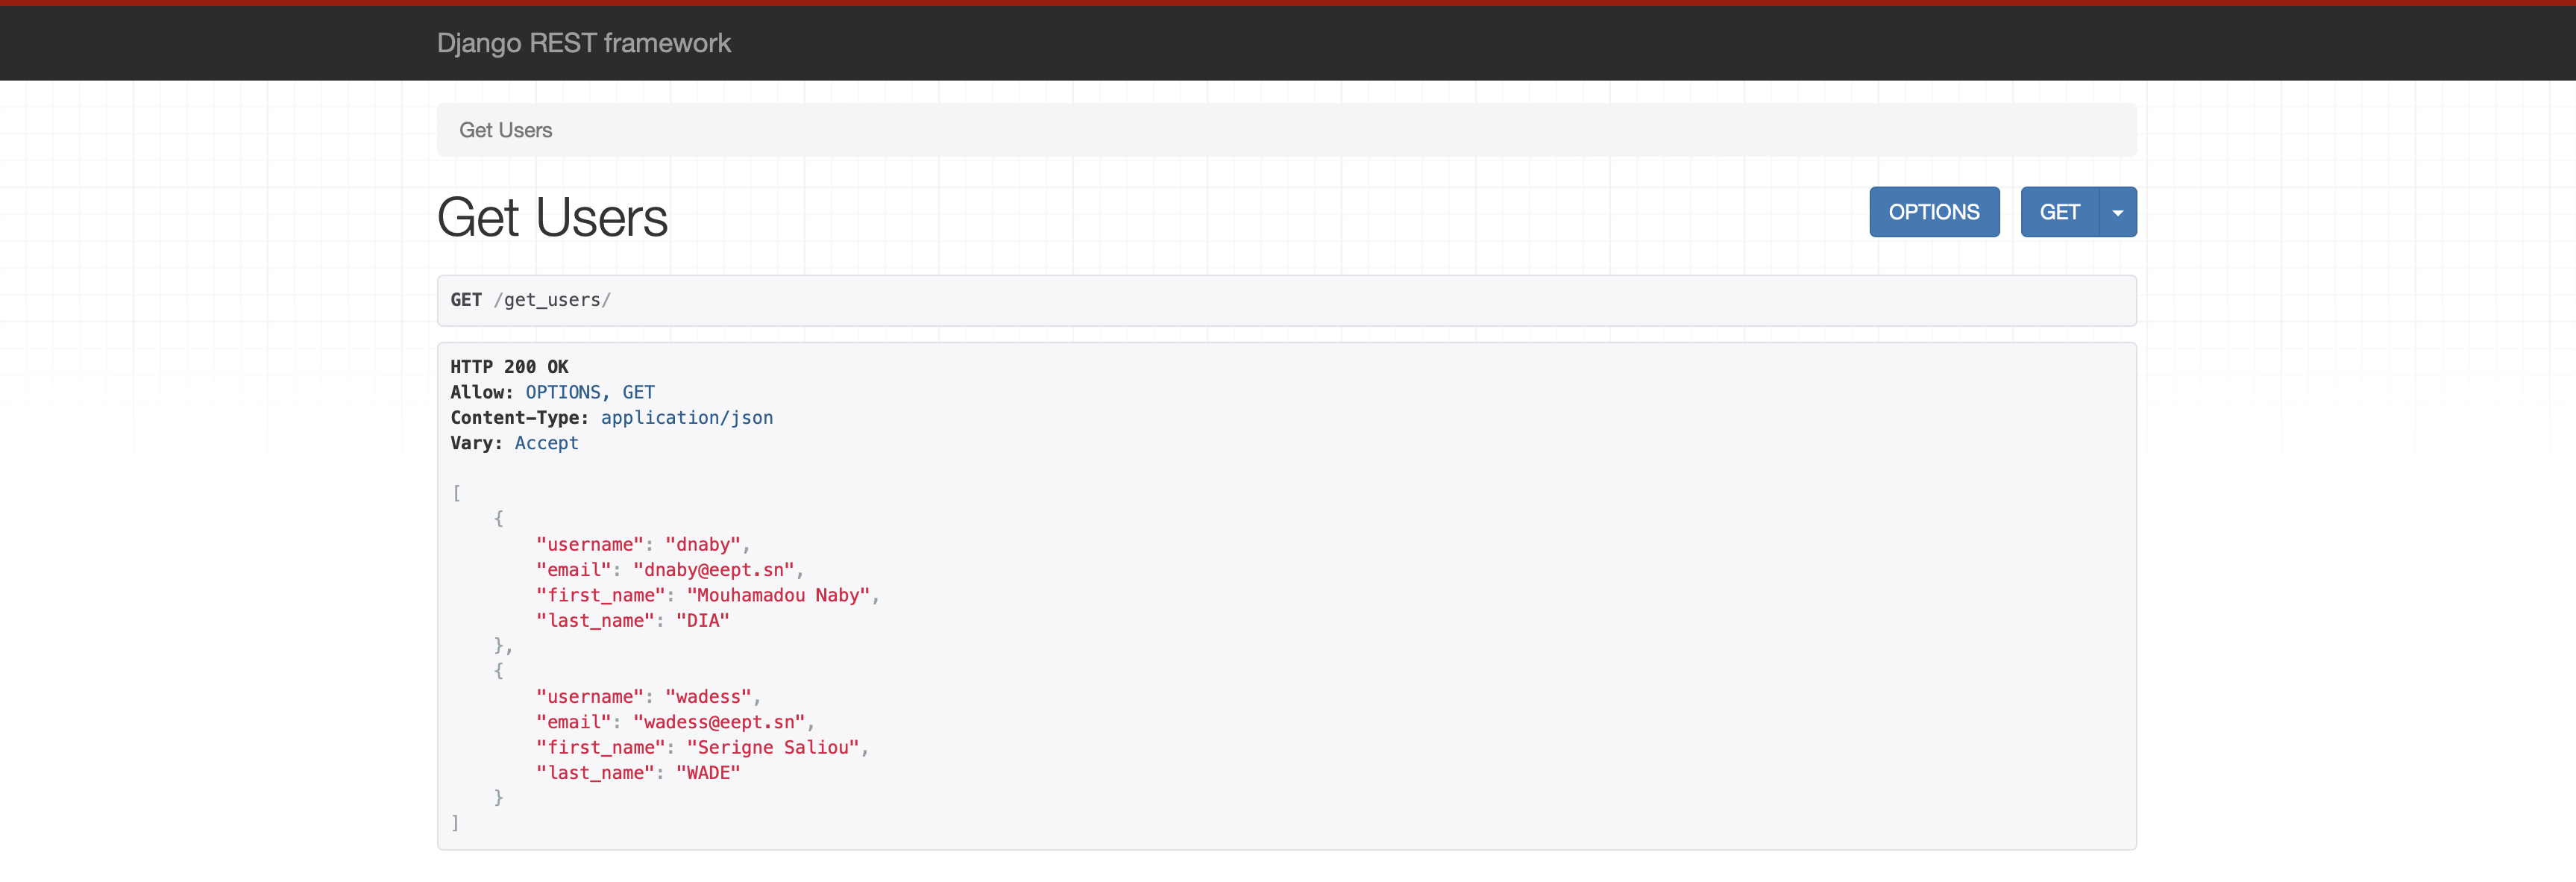 Django REST framework
Get Users
Get Users
OPTIONS GET
GET /get_users/
HTTP 200 OK
Allow: OPTIONS, GET
Content-Type: application/json
Vary: Accept
[
    {
        "username": "dnaby",
        "email": "dnaby@eept.sn",
        "first_name": "Mouhamadou Naby",
        "last_name": "DIA"
    },
    {
        "username": "wadess",
        "email": "wadess@eept.sn",
        "first_name": "Serigne Saliou",
        "last_name": "WADE"
    }
]